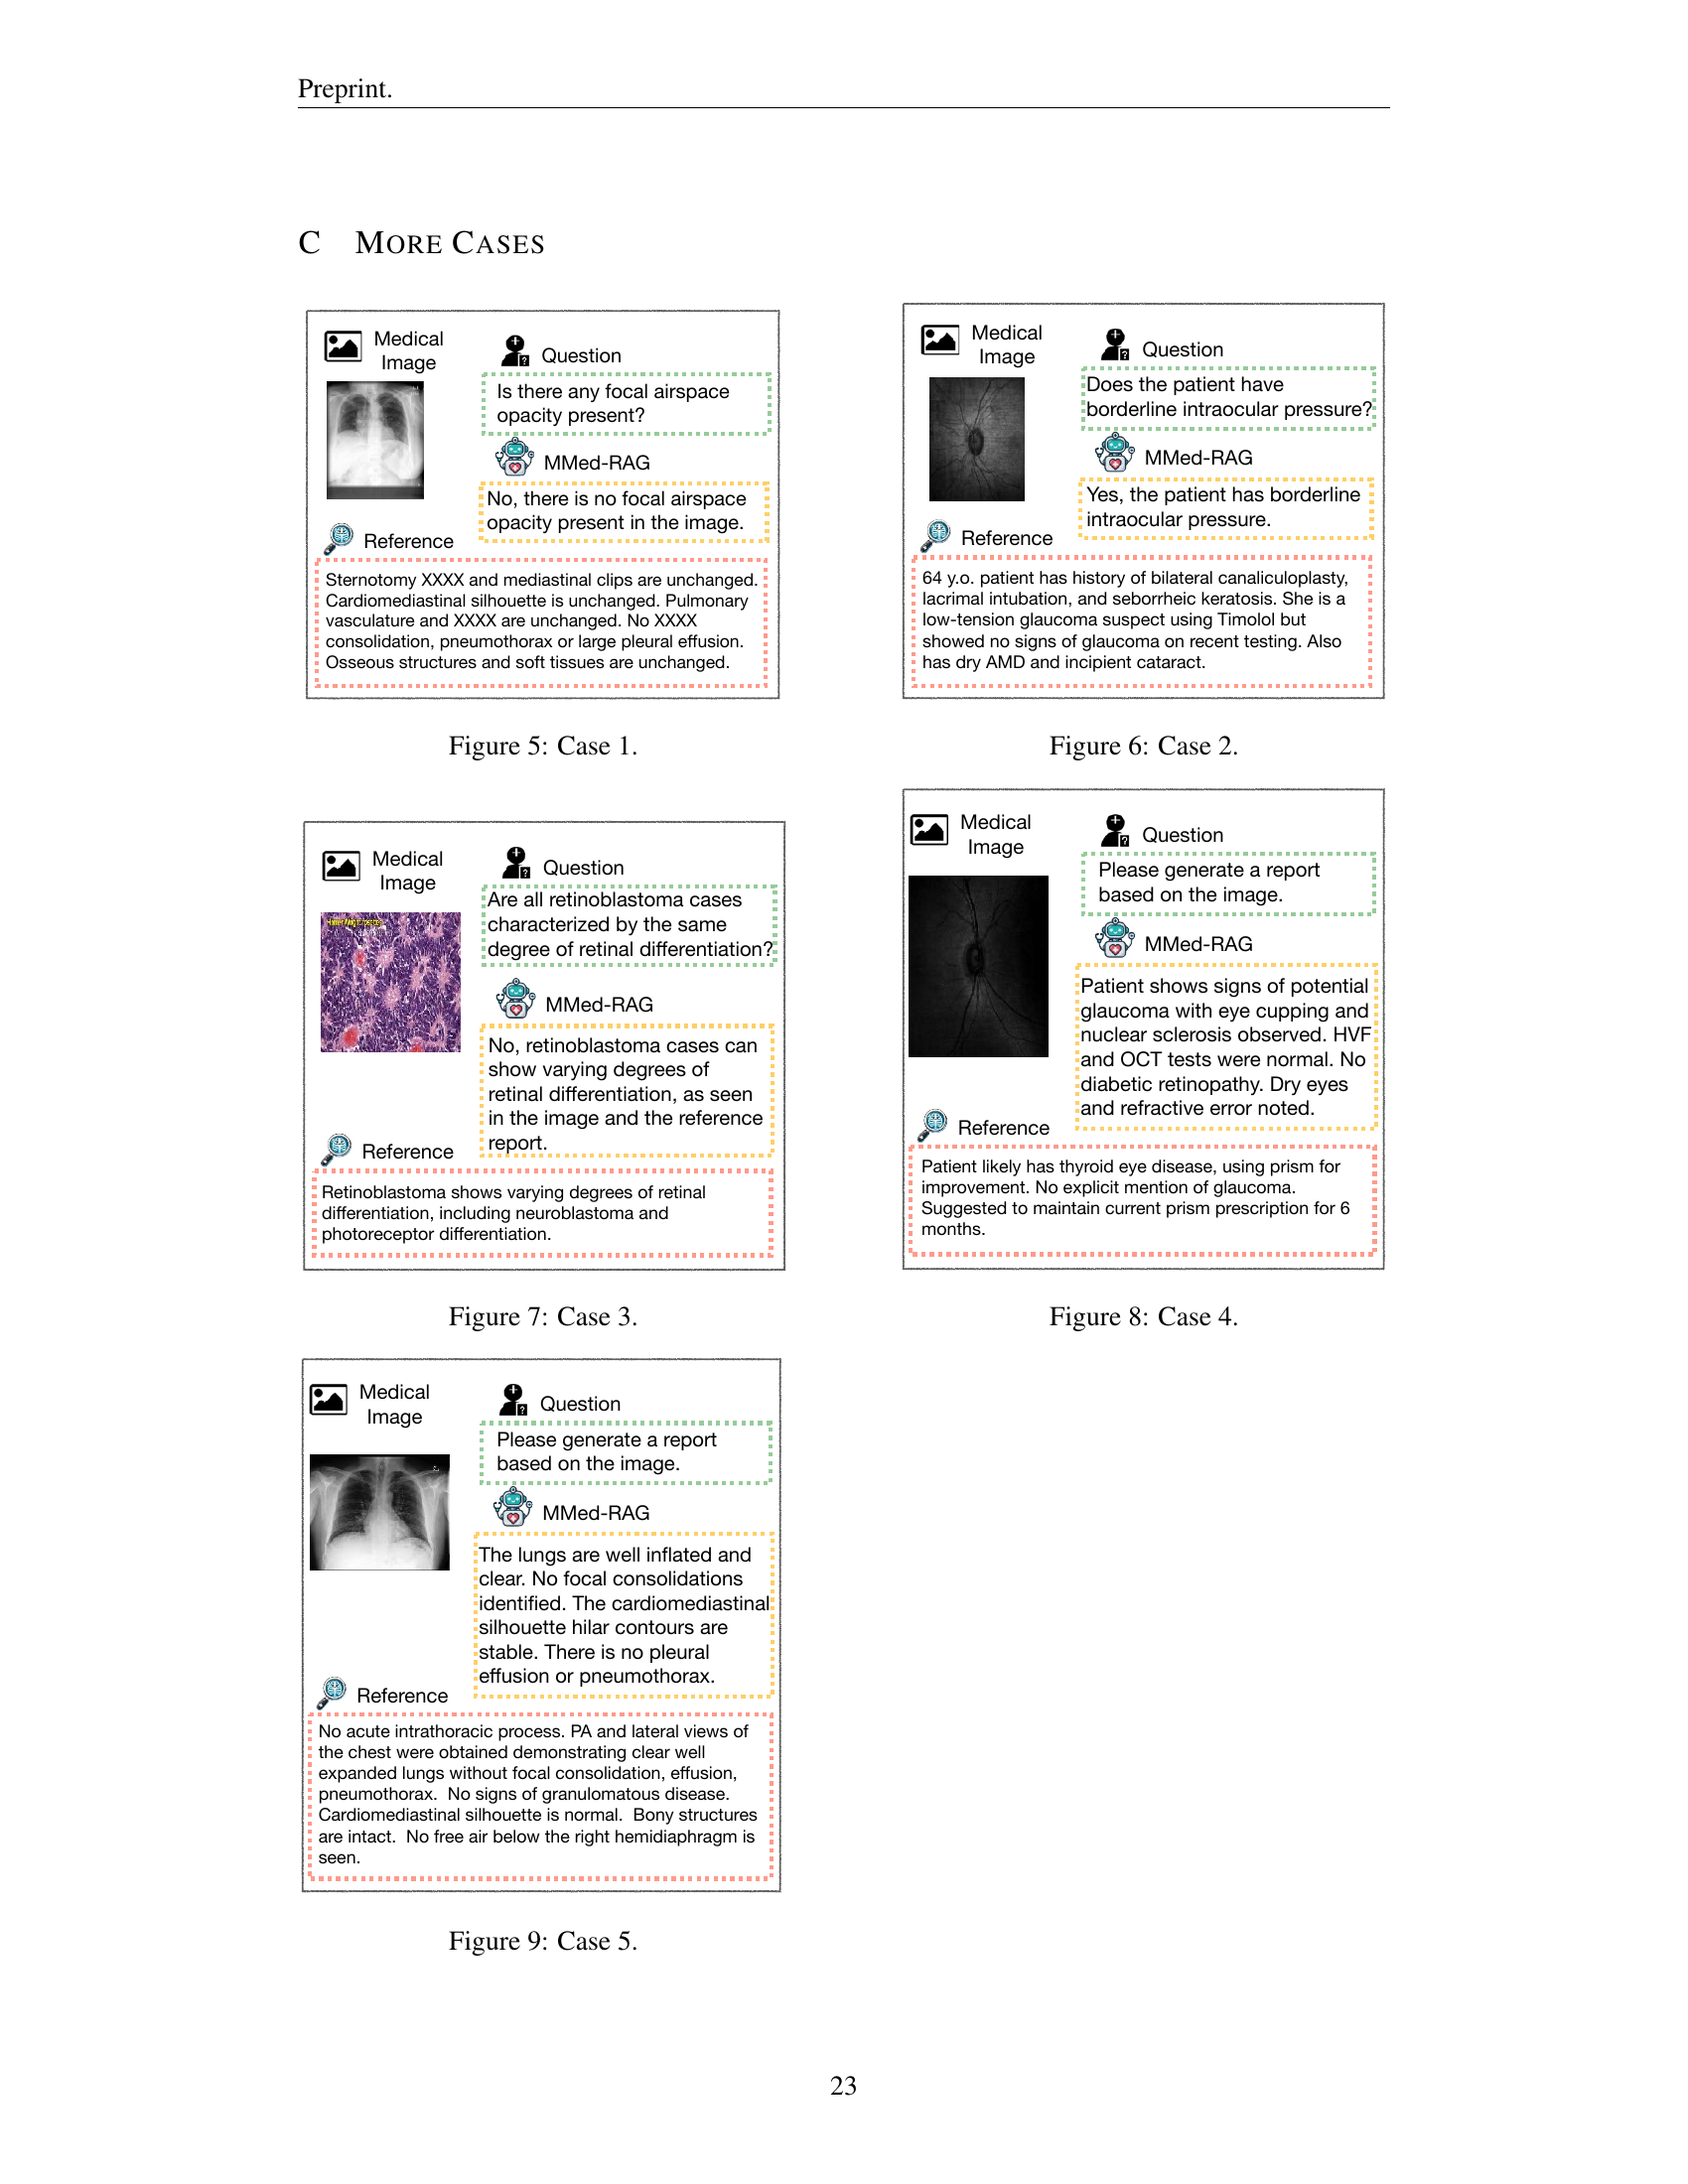 Preprint.
C MORE CASES
Medical
Image
Question
Is there any focal airspace
opacity present?
MMed-RAG
No, there is no focal airspace
opacity present in the image.
Reference
Sternotomy XXXX and mediastinal clips are unchanged.
Cardiomediastinal silhouette is unchanged. Pulmonary
vasculature and XXXX are unchanged. No XXXX
consolidation, pneumothorax or large pleural effusion.
Osseous structures and soft tissues are unchanged.
Figure 5: Case 1.
Medical
Image
Question
Does the patient have
borderline intraocular pressure?
MMed-RAG
Yes, the patient has borderline
intraocular pressure.
Reference
64 y.o. patient has history of bilateral canaliculoplasty,
lacrimal intubation, and seborrheic keratosis. She is a
low-tension glaucoma suspect using Timolol but
showed no signs of glaucoma on recent testing. Also
has dry AMD and incipient cataract.
Figure 6: Case 2.
Medical
Image
Question
Are all retinoblastoma cases
characterized by the same
degree of retinal differentiation?
MMed-RAG
No, retinoblastoma cases can
show varying degrees of
retinal differentiation, as seen
in the image and the reference
report.
Reference
Retinoblastoma shows varying degrees of retinal
differentiation, including neuroblastoma and
photoreceptor differentiation.
Figure 7: Case 3.
Medical
Image
Question
Please generate a report
based on the image.
MMed-RAG
Patient shows signs of potential
glaucoma with eye cupping and
nuclear sclerosis observed. HVF
and OCT tests were normal. No
diabetic retinopathy. Dry eyes
and refractive error noted.
Reference
Patient likely has thyroid eye disease, using prism for
improvement. No explicit mention of glaucoma.
Suggested to maintain current prism prescription for 6
months.
Figure 8: Case 4.
Medical
Image
Question
Please generate a report
based on the image.
MMed-RAG
The lungs are well inflated and
clear. No focal consolidations
identified. The cardiomediastinal
silhouette hilar contours are
stable. There is no pleural
effusion or pneumothorax.
Reference
No acute intrathoracic process. PA and lateral views of
the chest were obtained demonstrating clear well
expanded lungs without focal consolidation, effusion,
pneumothorax.  No signs of granulomatous disease.
Cardiomediastinal silhouette is normal.  Bony structures
are intact.  No free air below the right hemidiaphragm is
seen.
Figure 9: Case 5.
23